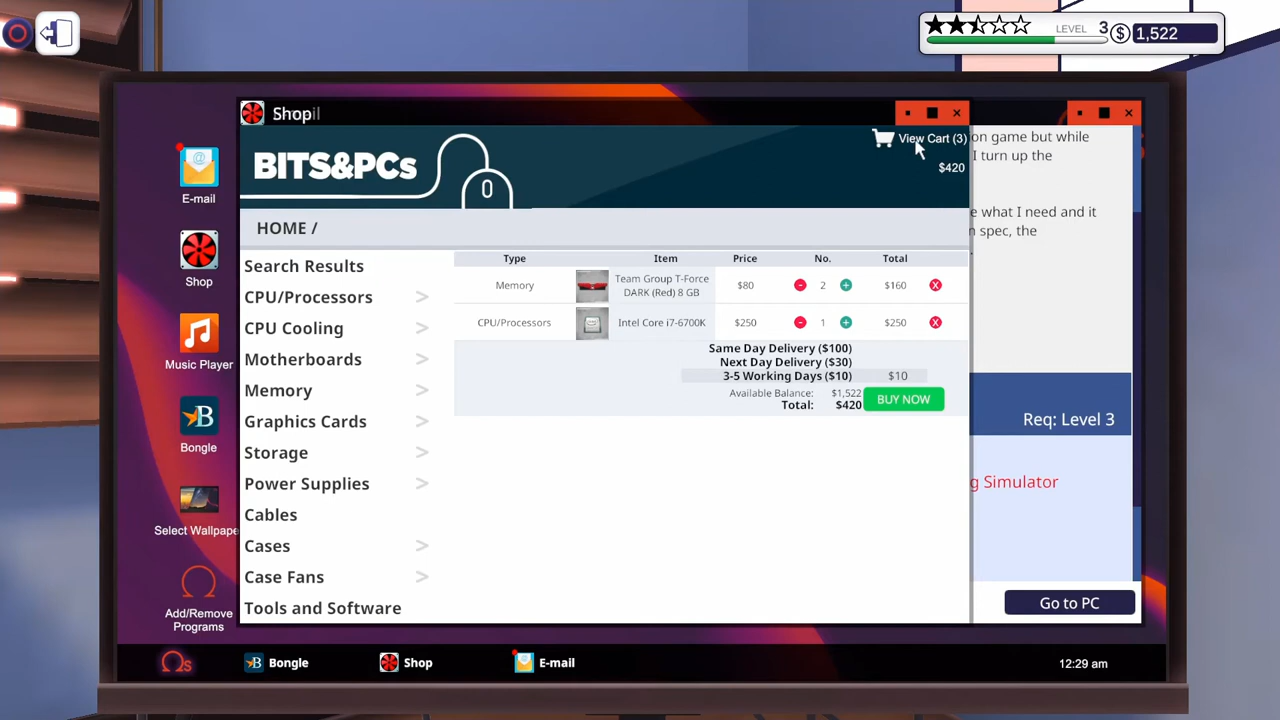 LEVEL 3 $ 1,522
Shop
View Cart (3)
$420
BITS&PCs
HOME /
Search Results
CPU/Processors >
CPU Cooling >
Motherboards >
Memory >
Graphics Cards >
Storage >
Power Supplies >
Cables
Cases >
Case Fans >
Tools and Software
Type Item Price No. Total
Memory Team Group T-Force DARK (Red) 8 GB $80 - 2 + $160 X
CPU/Processors Intel Core i7-6700K $250 - 1 + $250 X
Same Day Delivery ($100)
Next Day Delivery ($30)
3-5 Working Days ($10) $10
Available Balance: $1,522
Total: $420
BUY NOW
on game but while
I turn up the
e what I need and it
n spec, the
Req: Level 3
g Simulator
Go to PC
E-mail
Shop
Music Player
Bongle
Select Wallpape
Add/Remove
Programs
Ωs Bongle Shop E-mail 12:29 am